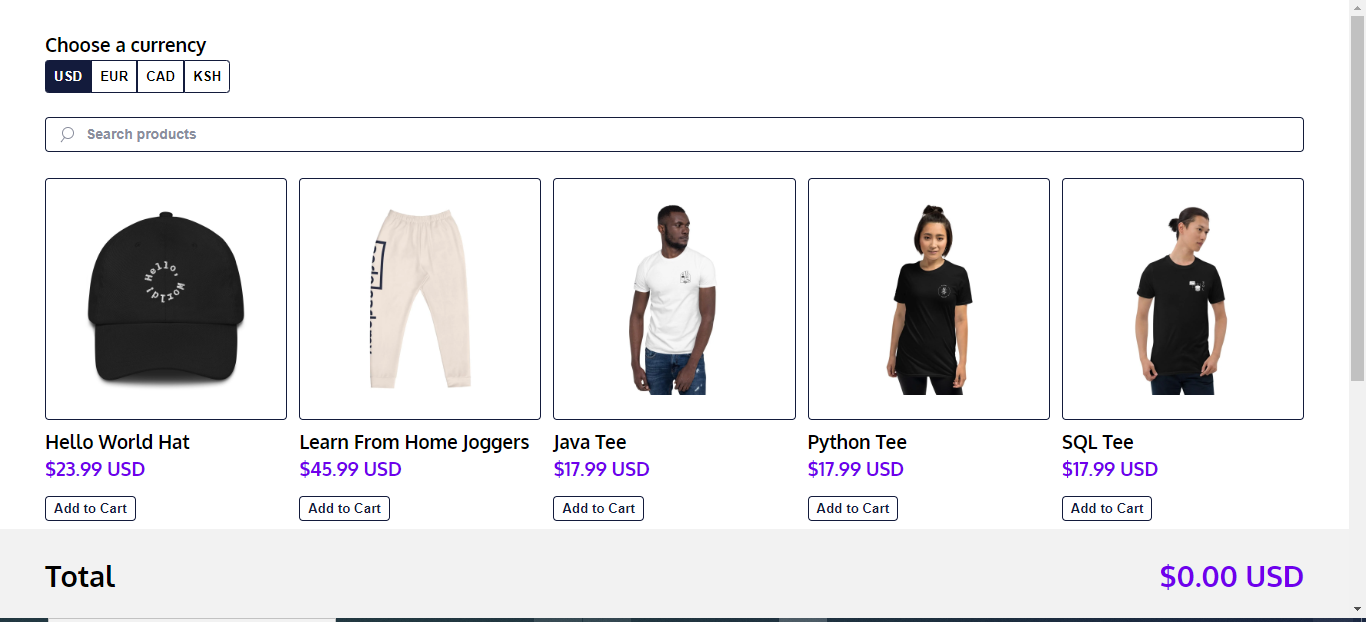 Choose a currency
USD EUR CAD KSH
Search products
Hello, World!
Hello World Hat
$23.99 USD
Add to Cart
Learn From Home Joggers
$45.99 USD
Add to Cart
Java Tee
$17.99 USD
Add to Cart
Python Tee
$17.99 USD
Add to Cart
SQL Tee
$17.99 USD
Add to Cart
Total
$0.00 USD